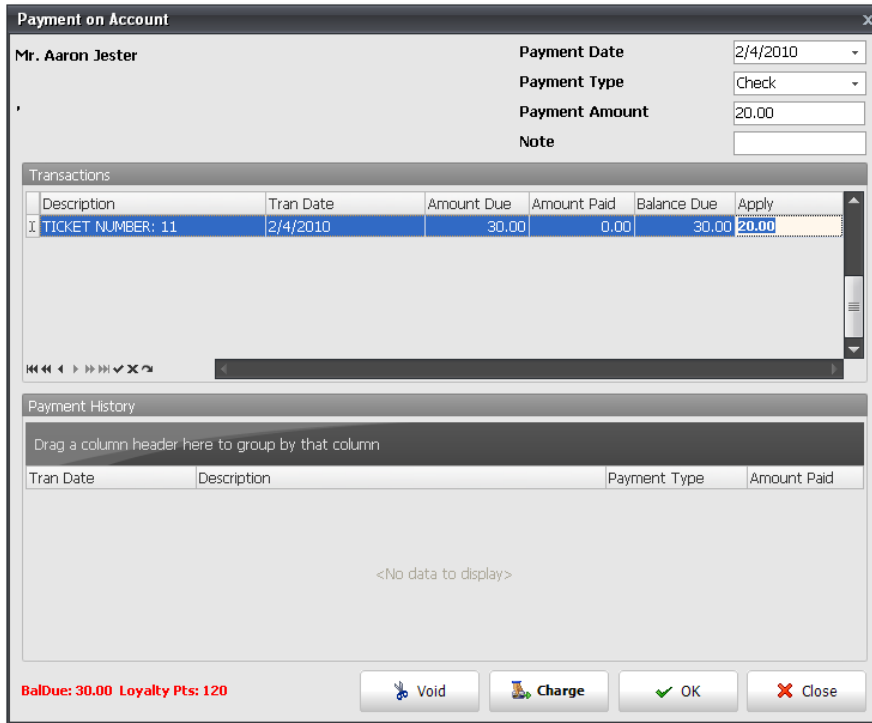 Payment on Account x
Mr. Aaron Jester
,
Payment Date 2/4/2010
Payment Type Check
Payment Amount 20.00
Note
Transactions
Description Tran Date Amount Due Amount Paid Balance Due Apply
TICKET NUMBER: 11 2/4/2010 30.00 0.00 30.00 20.00
Payment History
Drag a column header here to group by that column
Tran Date Description Payment Type Amount Paid
<No data to display>
BalDue: 30.00 Loyalty Pts: 120 Void Charge OK Close